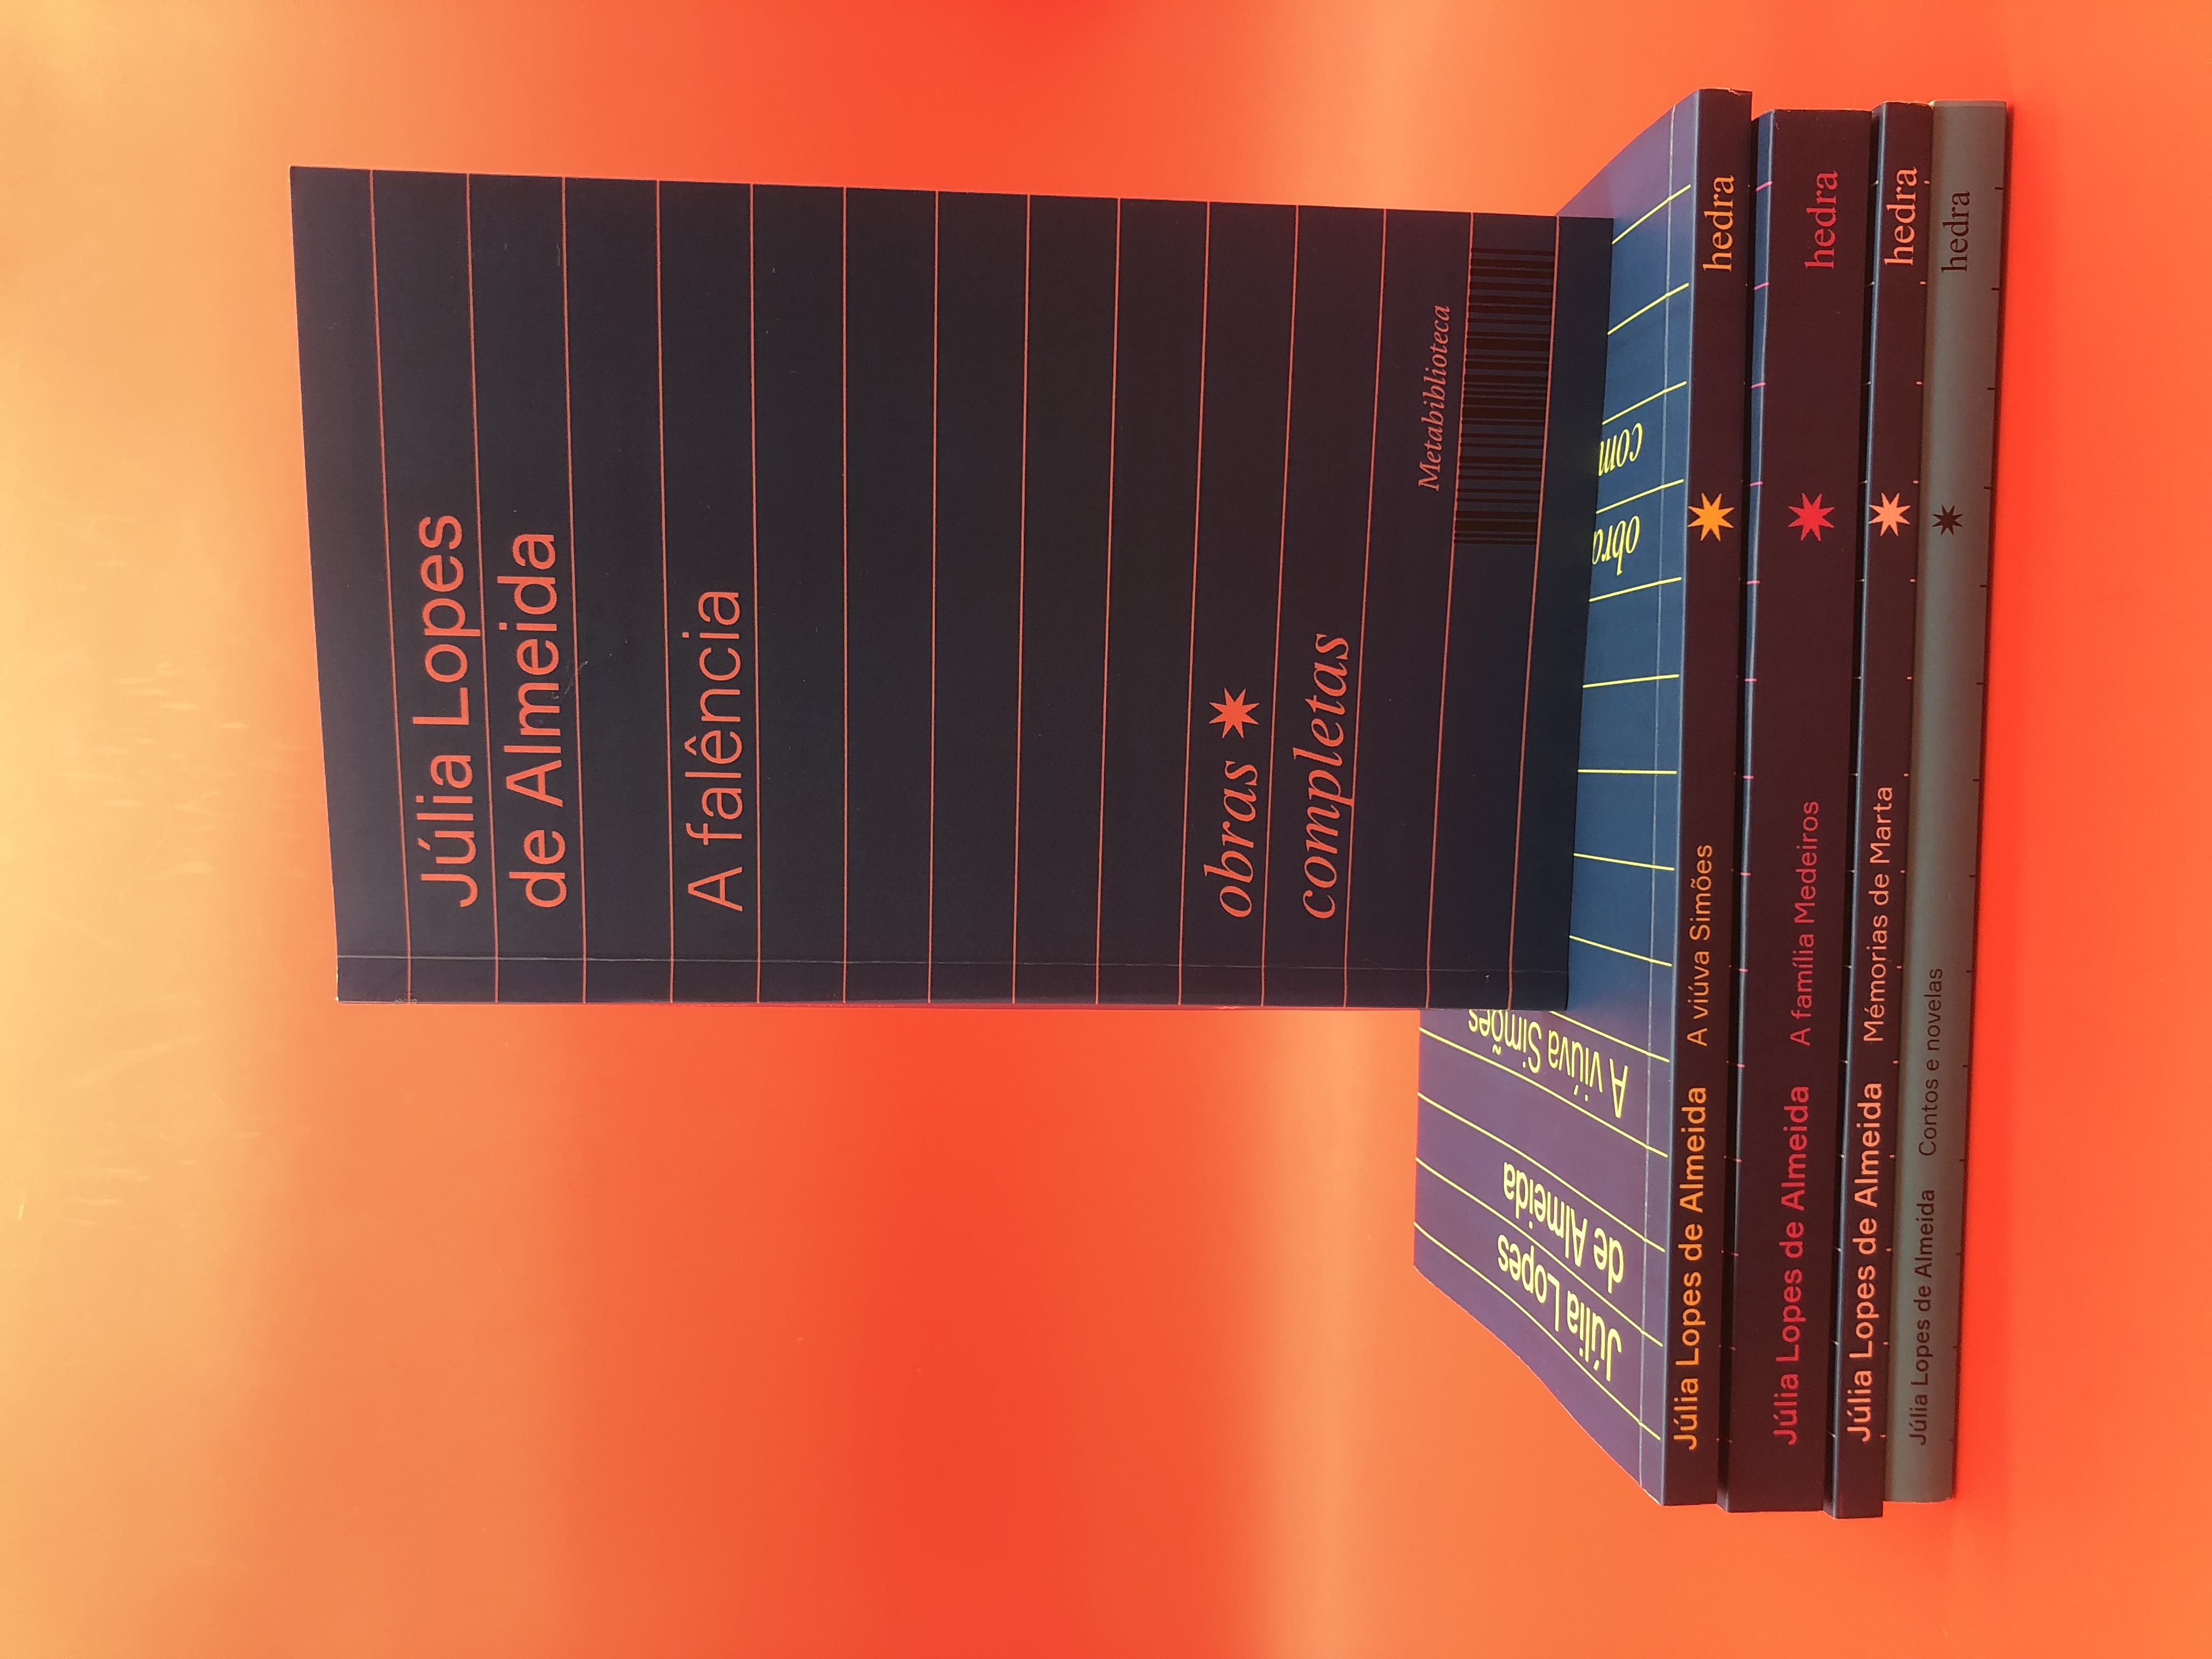 Júlia Lopes
de Almeida
A falência
obras
completas
Metabiblioteca
Júlia Lopes
de Almeida
A viúva Simões
obra
com
Júlia Lopes de Almeida A viúva Simões hedra
Júlia Lopes de Almeida A família Medeiros hedra
Júlia Lopes de Almeida Mémorias de Marta hedra
Júlia Lopes de Almeida Contos e novelas hedra